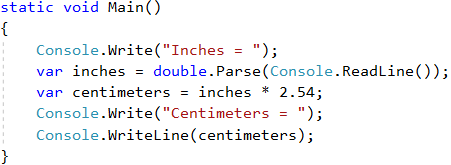 static void Main()
{
    Console.Write("Inches = ");
    var inches = double.Parse(Console.ReadLine());
    var centimeters = inches * 2.54;
    Console.Write("Centimeters = ");
    Console.WriteLine(centimeters);
}